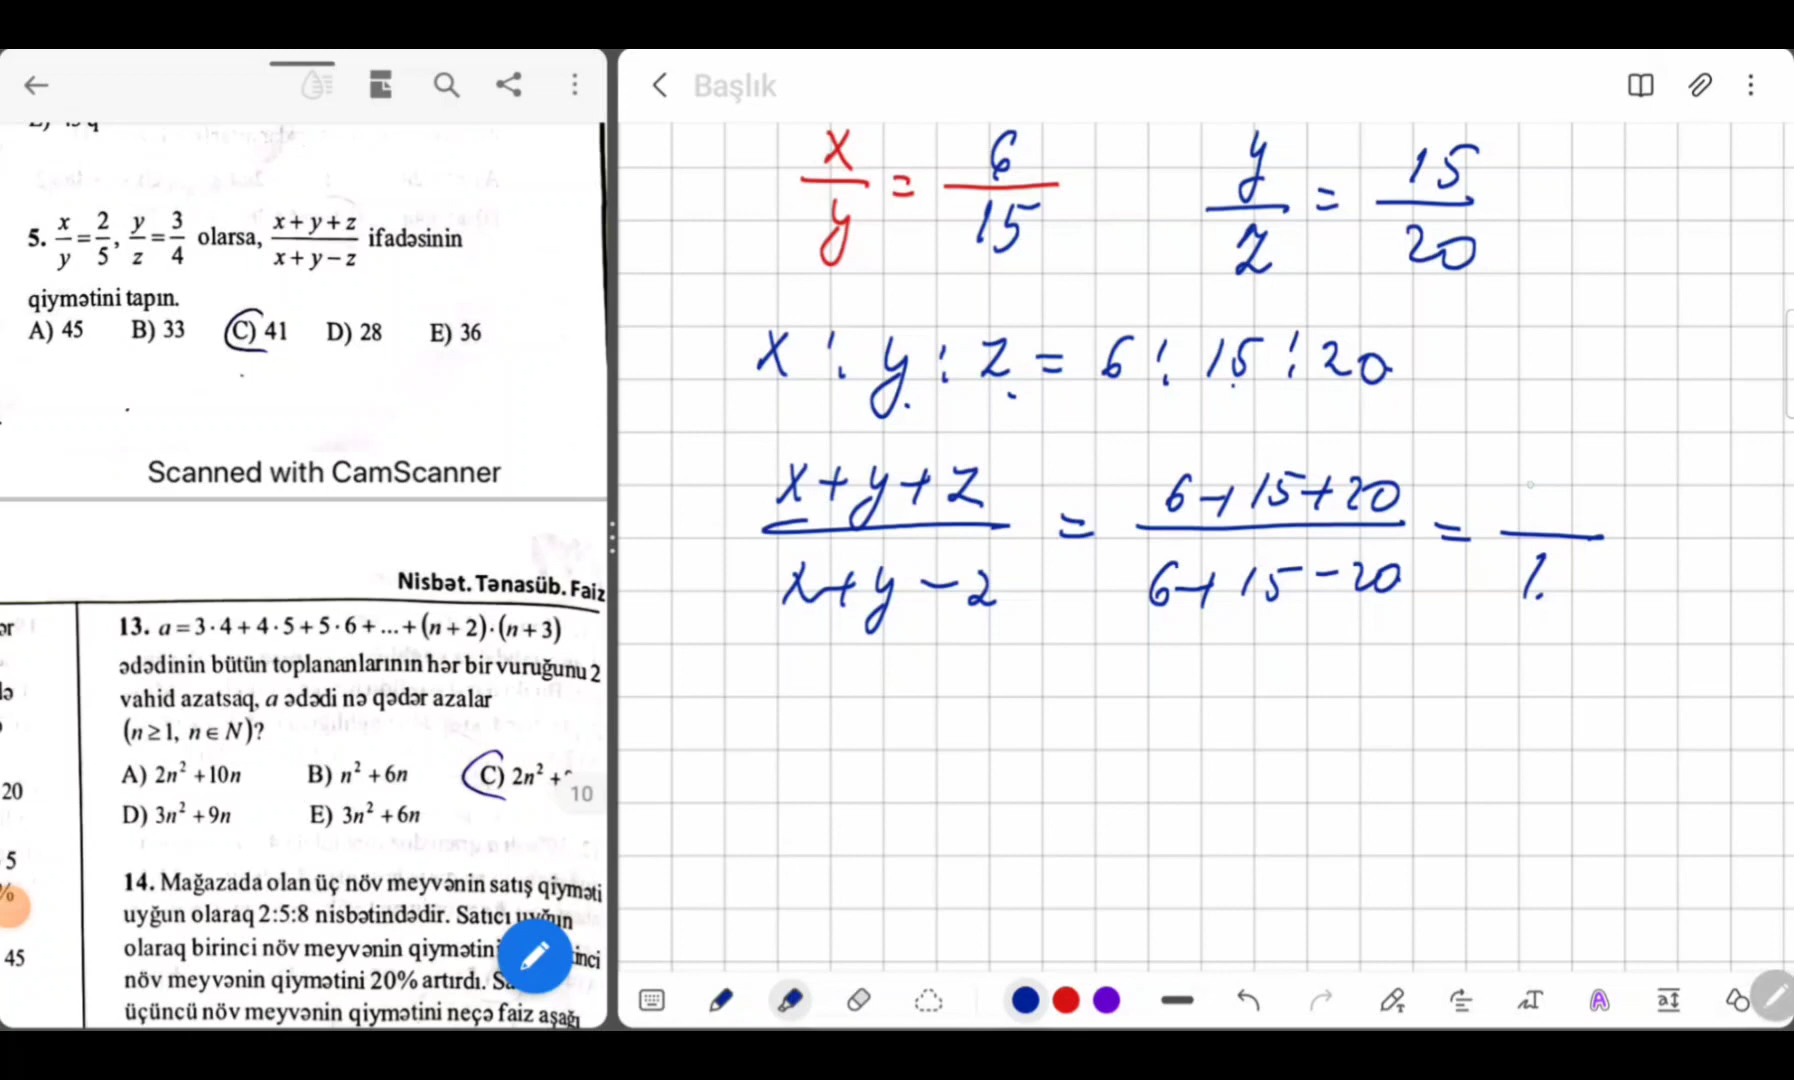 Başlık
5. x/y = 2/5, y/z = 3/4 olarsa, (x+y+z)/(x+y−z) ifadəsinin
qiymətini tapın.
A) 45 B) 33 C) 41 D) 28 E) 36
Scanned with CamScanner
Nisbət. Tənasüb. Faiz
13. a = 3·4 + 4·5 + 5·6 + ... + (n+2)·(n+3)
ədədinin bütün toplananlarının hər bir vuruğunu 2
vahid azatsaq, a ədədi nə qədər azalar
(n ≥ 1, n ∈ N)?
A) 2n² + 10n B) n² + 6n C) 2n² +
10
D) 3n² + 9n E) 3n² + 6n
14. Mağazada olan üç növ meyvənin satış qiyməti
uyğun olaraq 2:5:8 nisbətindədir. Satıcı uyğun
olaraq birinci növ meyvənin qiymətini inci
növ meyvənin qiymətini 20% artırdı. Sa
üçüncü növ meyvənin qiymətini neçə faiz aşağı
20
5
%
45
x/y = 6/15 y/z = 15/20
x : y : z = 6 : 15 : 20
(x+y+z)/(x+y−z) = (6+15+20)/(6+15−20) = /1.